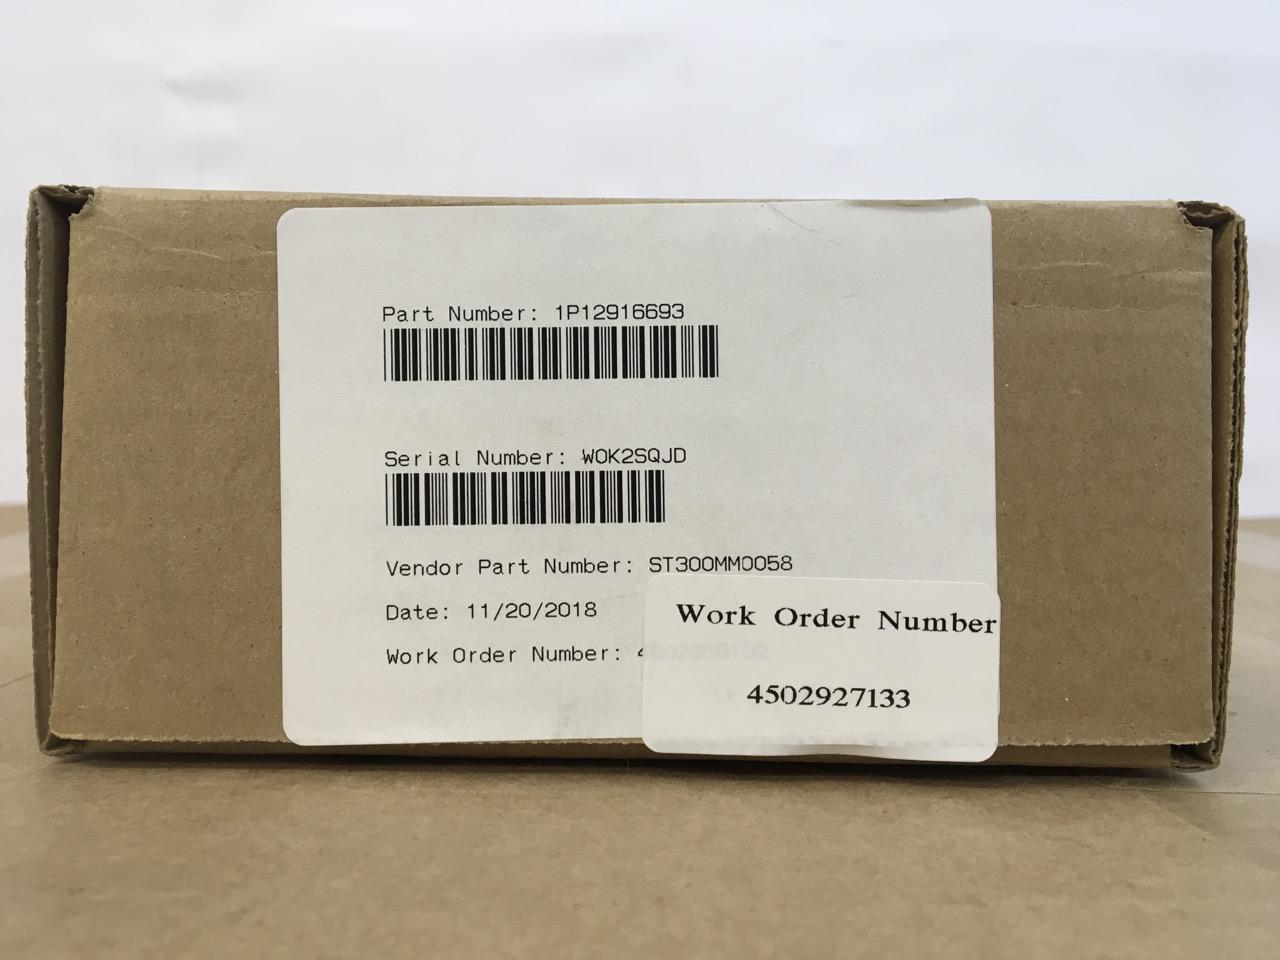 Part Number: 1P12916693
Serial Number: W0K2SQJD
Vendor Part Number: ST300MM0058
Date: 11/20/2018
Work Order Number:
Work Order Number
4502927133